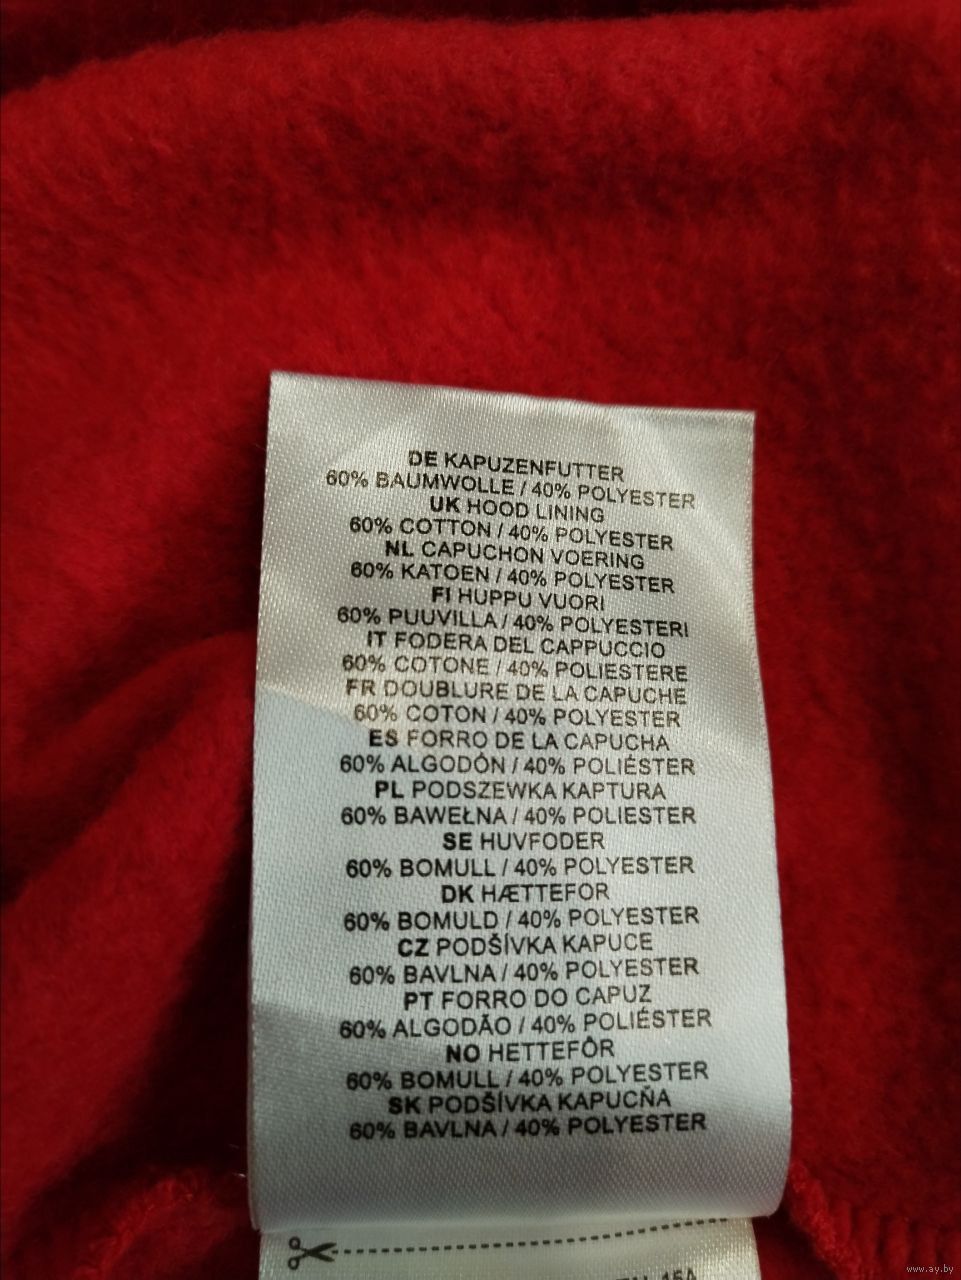 DE KAPUZENFUTTER
60% BAUMWOLLE / 40% POLYESTER
UK HOOD LINING
60% COTTON / 40% POLYESTER
NL CAPUCHON VOERING
60% KATOEN / 40% POLYESTER
FI HUPPU VUORI
60% PUUVILLA / 40% POLYESTERI
IT FODERA DEL CAPPUCCIO
60% COTONE / 40% POLIESTERE
FR DOUBLURE DE LA CAPUCHE
60% COTON / 40% POLYESTER
ES FORRO DE LA CAPUCHA
60% ALGODÓN / 40% POLIÉSTER
PL PODSZEWKA KAPTURA
60% BAWEŁNA / 40% POLIESTER
SE HUVFODER
60% BOMULL / 40% POLYESTER
DK HÆTTEFOR
60% BOMULD / 40% POLYESTER
CZ PODŠÍVKA KAPUCE
60% BAVLNA / 40% POLYESTER
PT FORRO DO CAPUZ
60% ALGODÃO / 40% POLIÉSTER
NO HETTEFÔR
60% BOMULL / 40% POLYESTER
SK PODŠÍVKA KAPUCŇA
60% BAVLNA / 40% POLYESTER
www.ay.by